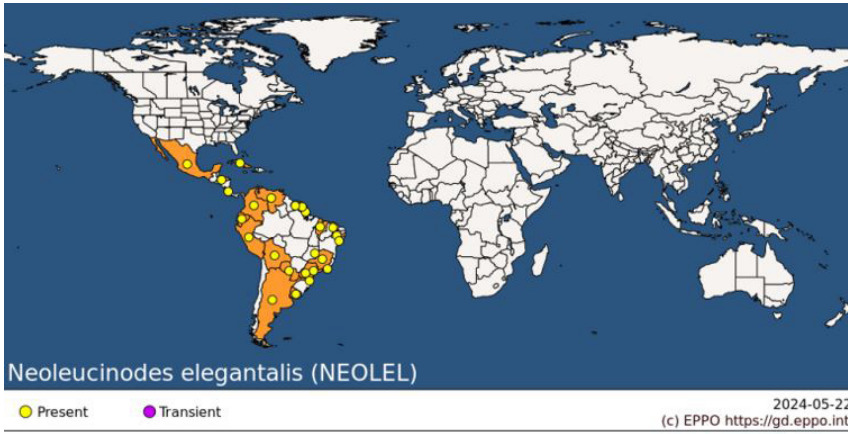 Neoleucinodes elegantalis (NEOLEL)
Present
Transient
2024-05-22
(c) EPPO https://gd.eppo.int